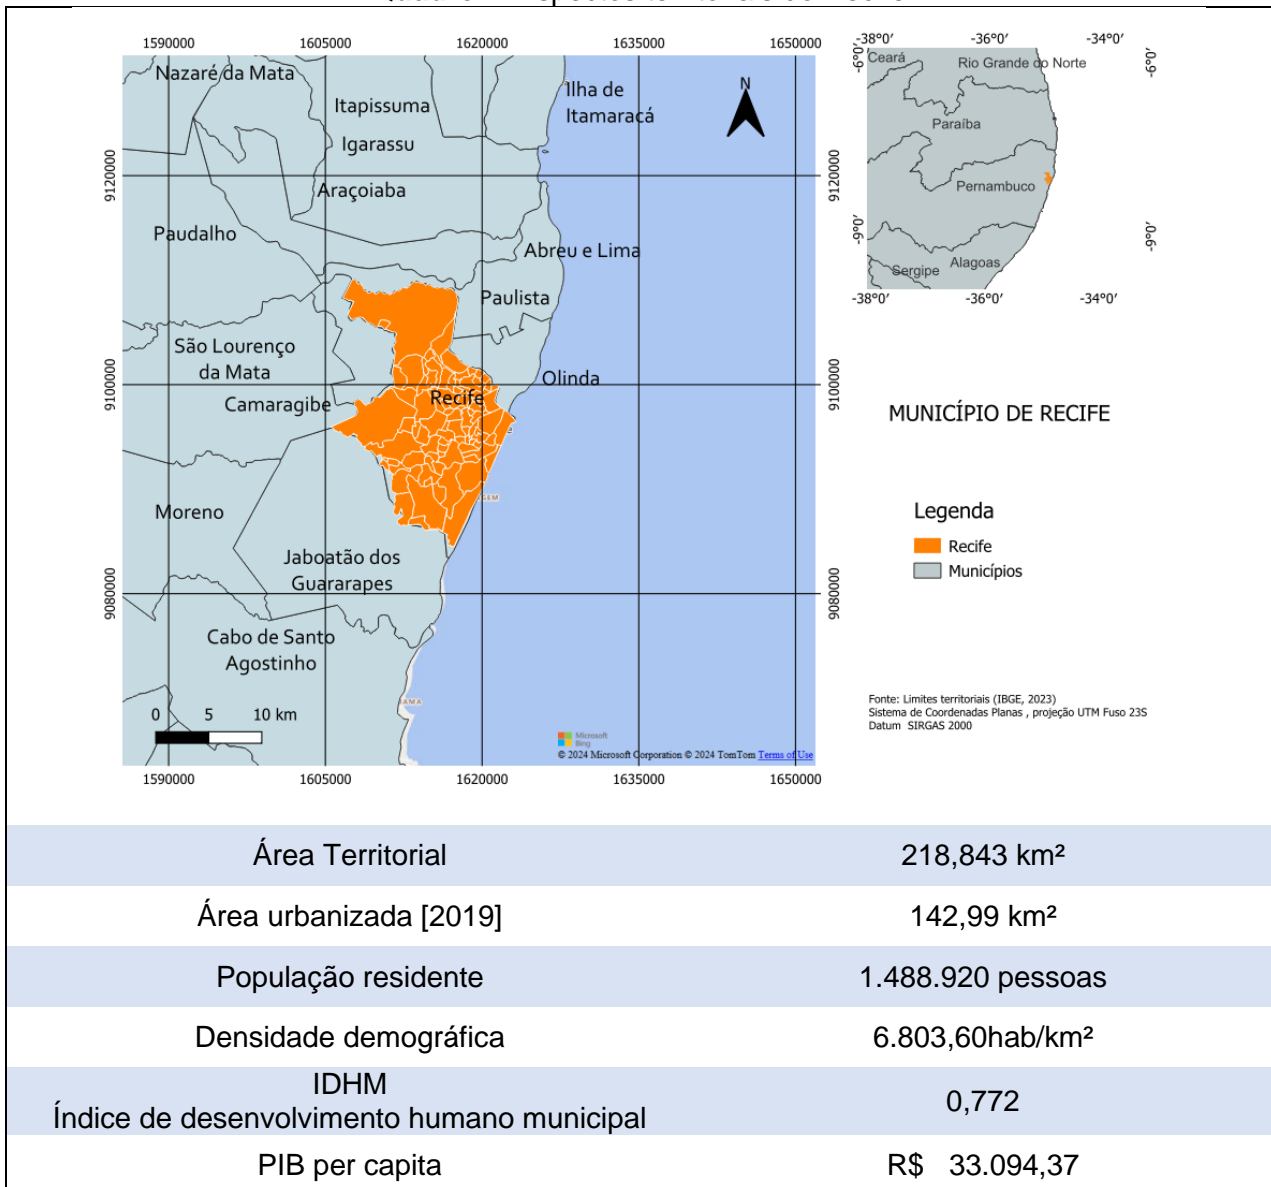 1590000 1605000 1620000 1635000 1650000
Nazaré da Mata
Itapissuma
Igarassu
Araçoiaba
Ilha de
Itamaracá
N
Paudalho
Abreu e Lima
Paulista
São Lourenço
da Mata
Olinda
Camaragibe
Recife
Moreno
Jaboatão dos
Guararapes
Cabo de Santo
Agostinho
0 5 10 km
Microsoft
Bing
© 2024 Microsoft Corporation © 2024 TomTom Terms of Use
9120000 9120000
9100000 9100000
9080000 9080000
1590000 1605000 1620000 1635000 1650000
-38°0' -36°0' -34°0'
-6°0' -6°0'
Ceará
Rio Grande do Norte
Paraíba
Pernambuco
Alagoas
Sergipe
-9°0' -9°0'
-38°0' -36°0' -34°0'
MUNICÍPIO DE RECIFE
Legenda
Recife
Municípios
Fonte: Limites territoriais (IBGE, 2023)
Sistema de Coordenadas Planas , projeção UTM Fuso 23S
Datum SIRGAS 2000
Área Territorial 218,843 km²
Área urbanizada [2019] 142,99 km²
População residente 1.488.920 pessoas
Densidade demográfica 6.803,60hab/km²
IDHM
Índice de desenvolvimento humano municipal 0,772
PIB per capita R$ 33.094,37